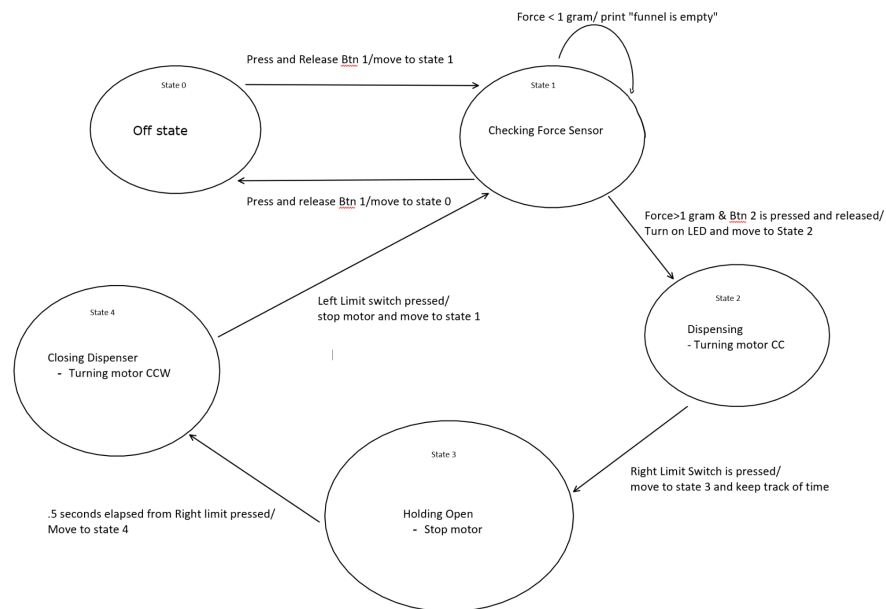 Force < 1 gram/ print "funnel is empty"
Press and Release Btn 1/move to state 1
State 0
Off state
State 1
Checking Force Sensor
Press and release Btn 1/move to state 0
Force>1 gram & Btn 2 is pressed and released/
Turn on LED and move to State 2
State 2
Dispensing
- Turning motor CC
Left Limit switch pressed/
stop motor and move to state 1
State 4
Closing Dispenser
- Turning motor CCW
State 3
Holding Open
- Stop motor
Right Limit Switch is pressed/
move to state 3 and keep track of time
.5 seconds elapsed from Right limit pressed/
Move to state 4